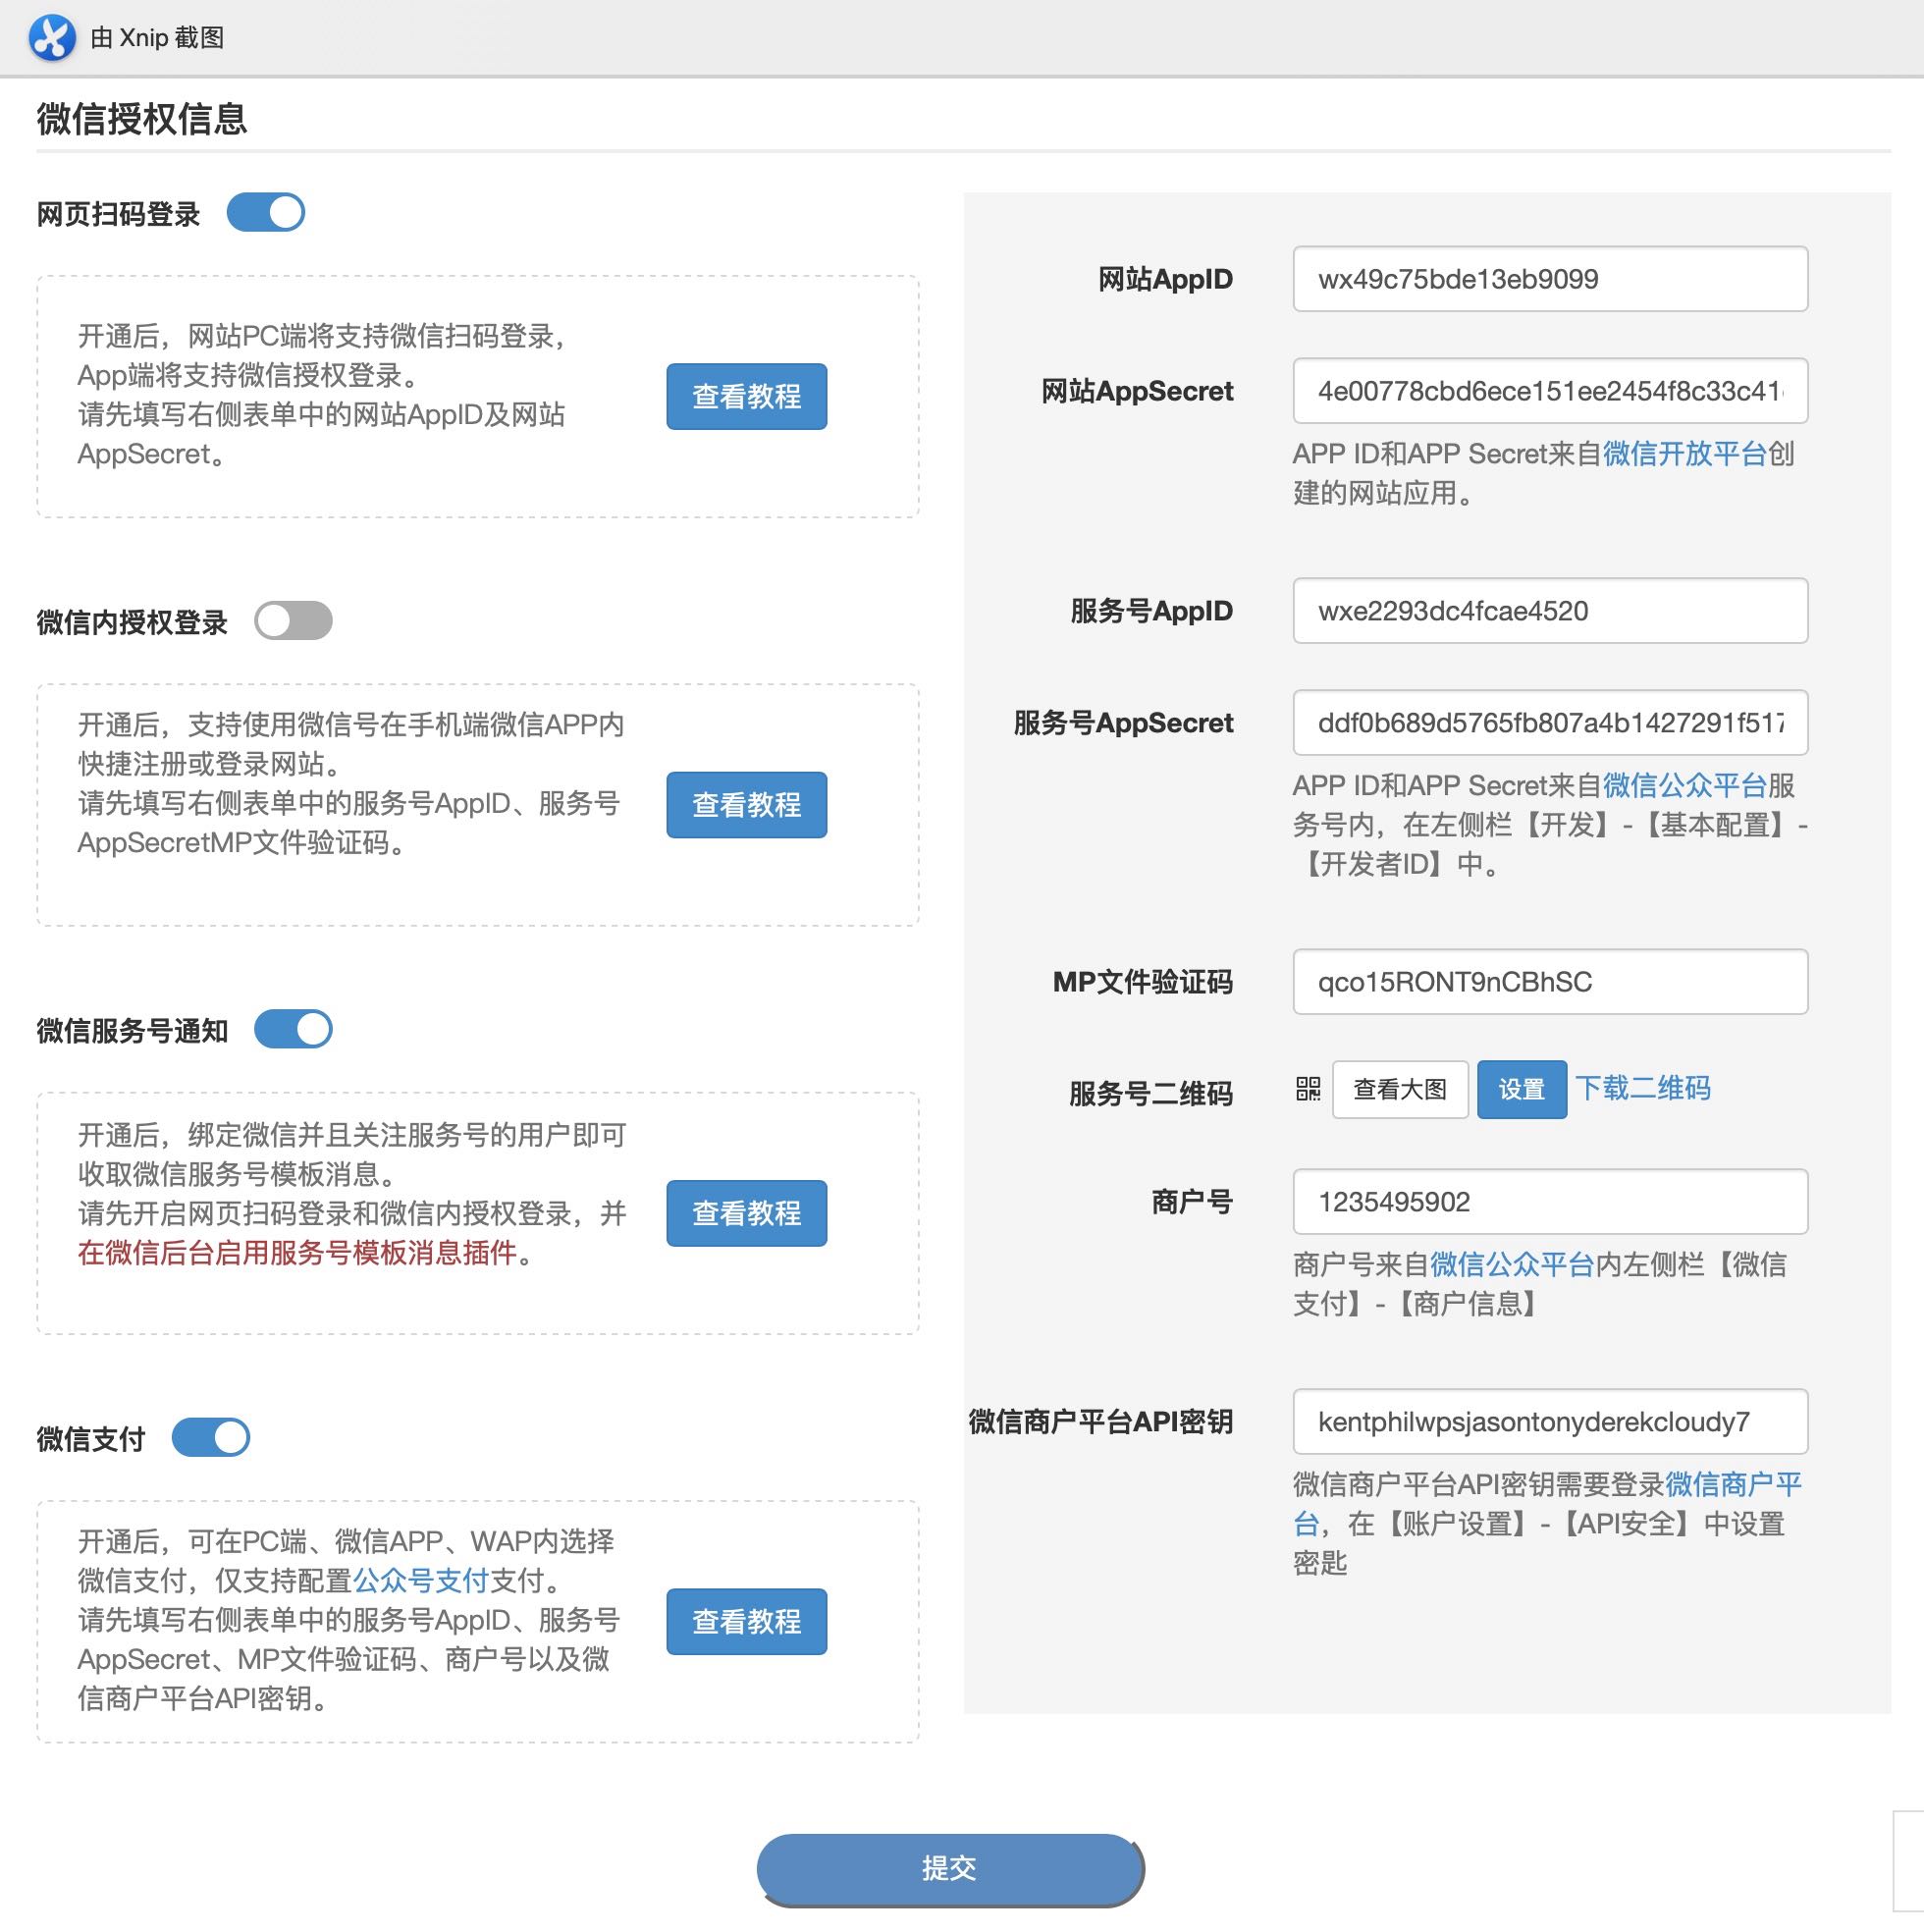 由 Xnip 截图
微信授权信息
网页扫码登录
开通后，网站PC端将支持微信扫码登录，
App端将支持微信授权登录。
请先填写右侧表单中的网站AppID及网站
AppSecret。
查看教程
微信内授权登录
开通后，支持使用微信号在手机端微信APP内
快捷注册或登录网站。
请先填写右侧表单中的服务号AppID、服务号
AppSecretMP文件验证码。
查看教程
微信服务号通知
开通后，绑定微信并且关注服务号的用户即可
收取微信服务号模板消息。
请先开启网页扫码登录和微信内授权登录，并
在微信后台启用服务号模板消息插件。
查看教程
微信支付
开通后，可在PC端、微信APP、WAP内选择
微信支付，仅支持配置公众号支付支付。
请先填写右侧表单中的服务号AppID、服务号
AppSecret、MP文件验证码、商户号以及微
信商户平台API密钥。
查看教程
网站AppID wx49c75bde13eb9099
网站AppSecret 4e00778cbd6ece151ee2454f8c33c41
APP ID和APP Secret来自微信开放平台创
建的网站应用。
服务号AppID wxe2293dc4fcae4520
服务号AppSecret ddf0b689d5765fb807a4b1427291f517
APP ID和APP Secret来自微信公众平台服
务号内，在左侧栏【开发】-【基本配置】-
【开发者ID】中。
MP文件验证码 qco15RONT9nCBhSC
服务号二维码 查看大图 设置 下载二维码
商户号 1235495902
商户号来自微信公众平台内左侧栏【微信
支付】-【商户信息】
微信商户平台API密钥 kentphilwpsjasontonyderekcloudy7
微信商户平台API密钥需要登录微信商户平
台，在【账户设置】-【API安全】中设置
密匙
提交